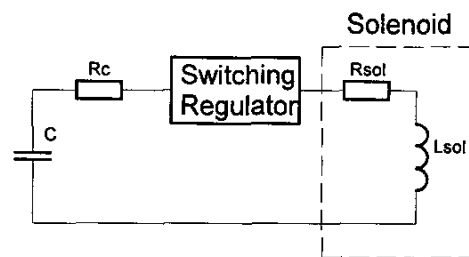 Solenoid
Rc
Switching
Regulator
Rsol
C
Lsol